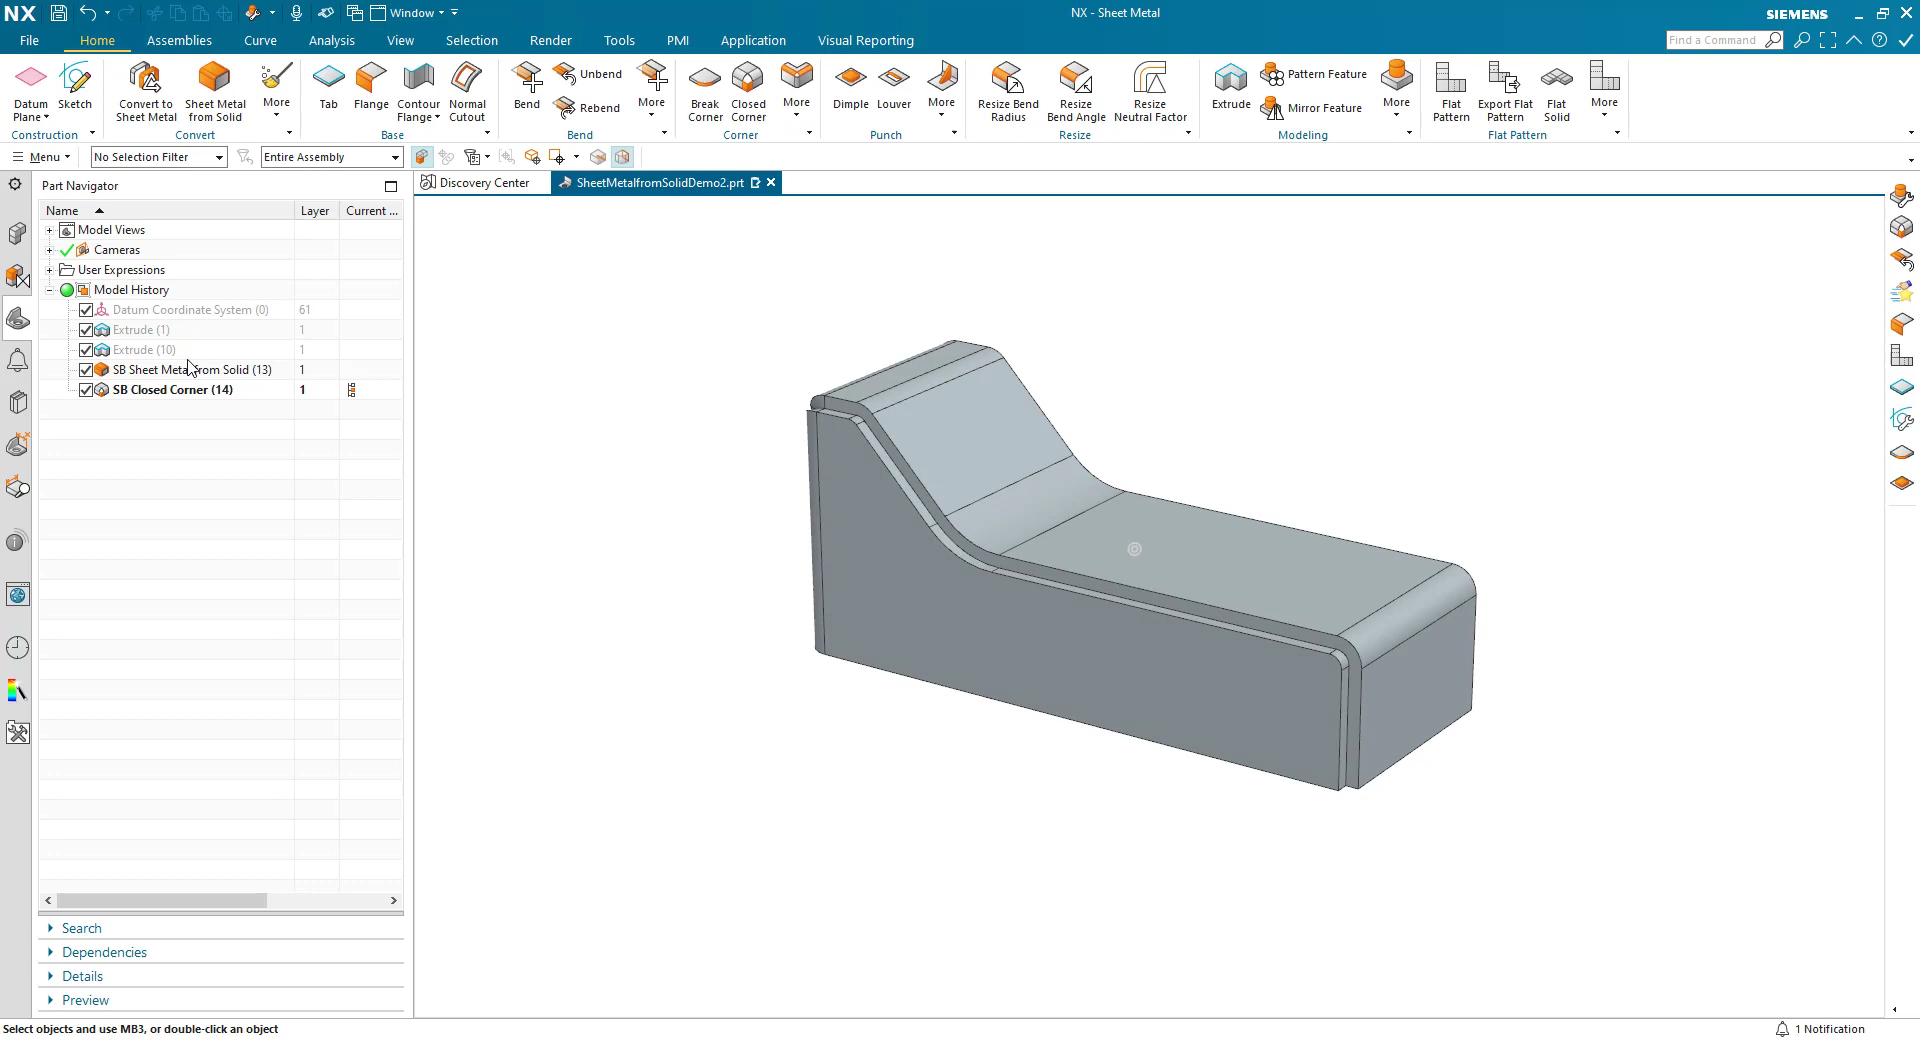 NX
Window
NX - Sheet Metal
SIEMENS
File
Home
Assemblies
Curve
Analysis
View
Selection
Render
Tools
PMI
Application
Visual Reporting
Find a Command
Datum
Plane
Sketch
Construction
Convert to
Sheet Metal
Sheet Metal
from Solid
More
Convert
Tab
Flange
Contour
Flange
Normal
Cutout
Base
Bend
Unbend
Rebend
More
Bend
Break
Corner
Closed
Corner
More
Corner
Dimple
Louver
More
Punch
Resize Bend
Radius
Resize
Bend Angle
Resize
Neutral Factor
Resize
Extrude
Pattern Feature
Mirror Feature
More
Modeling
Flat
Pattern
Export Flat
Pattern
Flat
Solid
More
Flat Pattern
Menu
No Selection Filter
Entire Assembly
Part Navigator
Discovery Center
SheetMetalfromSolidDemo2.prt
Name
Layer
Current ...
Model Views
Cameras
User Expressions
Model History
Datum Coordinate System (0) 61
Extrude (1) 1
Extrude (10) 1
SB Sheet Metal from Solid (13) 1
SB Closed Corner (14) 1
Search
Dependencies
Details
Preview
Select objects and use MB3, or double-click an object
1 Notification